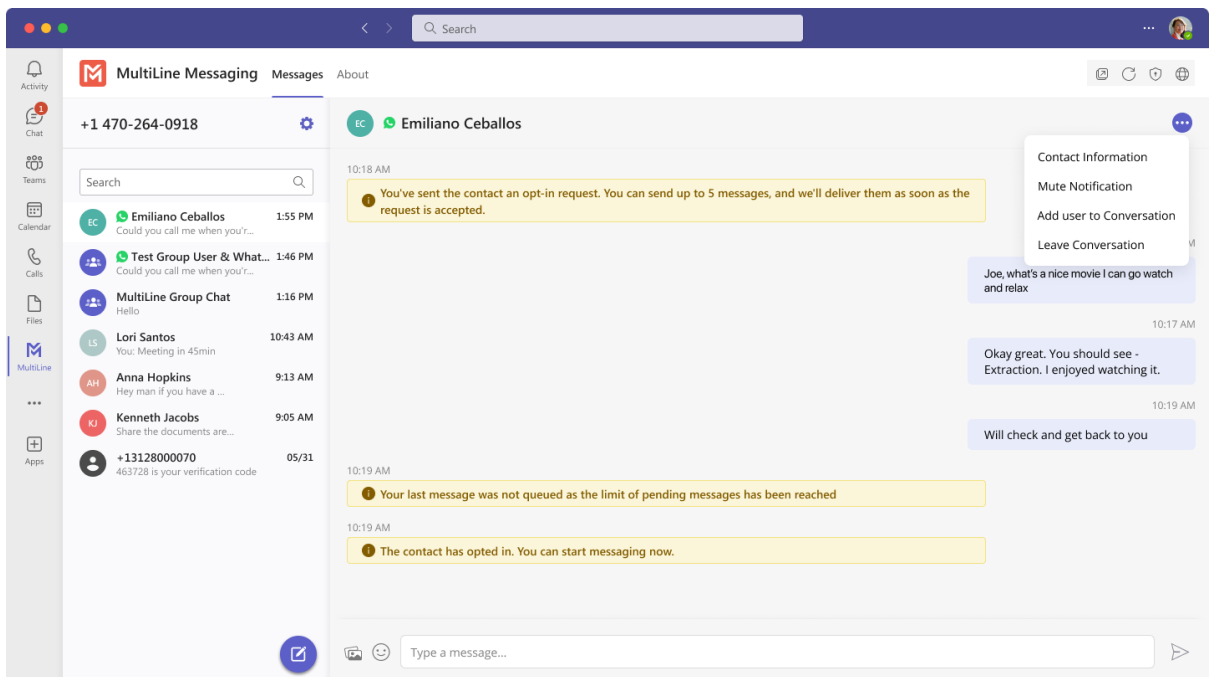 Search
Activity
1
Chat
Teams
Calendar
Calls
Files
MultiLine
Apps
MultiLine Messaging
Messages
About
+1 470-264-0918
Search
EC
Emiliano Ceballos
1:55 PM
Could you call me when you'r...
Test Group User & What...
1:46 PM
Could you call me when you'r...
MultiLine Group Chat
1:16 PM
Hello
LS
Lori Santos
10:43 AM
You: Meeting in 45min
AH
Anna Hopkins
9:13 AM
Hey man if you have a ...
KJ
Kenneth Jacobs
9:05 AM
Share the documents are...
+13128000070
05/31
463728 is your verification code
EC
Emiliano Ceballos
Contact Information
Mute Notification
Add user to Conversation
Leave Conversation
10:18 AM
You've sent the contact an opt-in request. You can send up to 5 messages, and we'll deliver them as soon as the
request is accepted.
M
Joe, what's a nice movie I can go watch
and relax
10:17 AM
Okay great. You should see -
Extraction. I enjoyed watching it.
10:19 AM
Will check and get back to you
10:19 AM
Your last message was not queued as the limit of pending messages has been reached
10:19 AM
The contact has opted in. You can start messaging now.
Type a message...